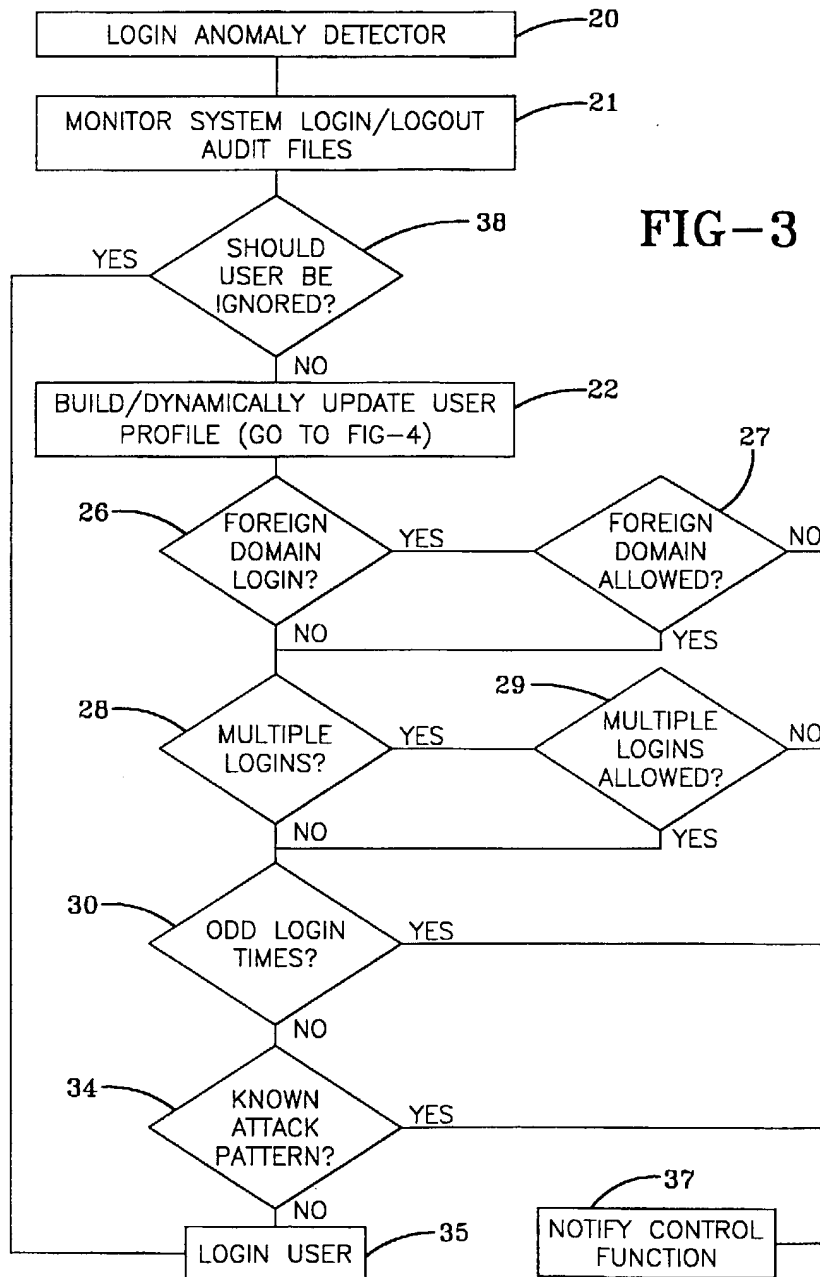 LOGIN ANOMALY DETECTOR
20
MONITOR SYSTEM LOGIN/LOGOUT
AUDIT FILES
21
FIG-3
SHOULD
USER BE
IGNORED?
38
YES
NO
BUILD/DYNAMICALLY UPDATE USER
PROFILE (GO TO FIG-4)
22
26
FOREIGN
DOMAIN
LOGIN?
YES
NO
27
FOREIGN
DOMAIN
ALLOWED?
NO
YES
28
MULTIPLE
LOGINS?
YES
NO
29
MULTIPLE
LOGINS
ALLOWED?
NO
YES
30
ODD LOGIN
TIMES?
YES
NO
34
KNOWN
ATTACK
PATTERN?
YES
NO
LOGIN USER
35
37
NOTIFY CONTROL
FUNCTION